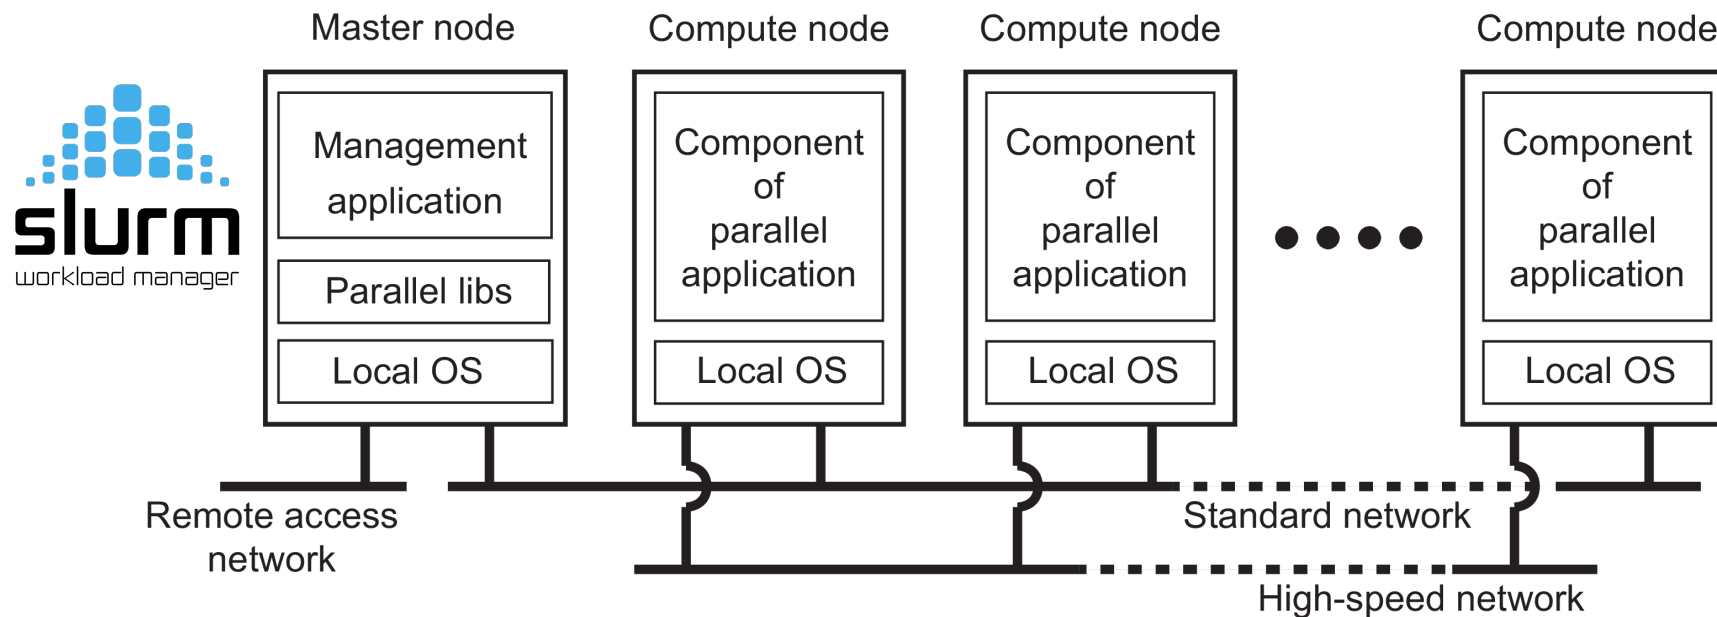 Master node
Compute node
Compute node
Compute node
slurm
workload manager
Management
application
Parallel libs
Local OS
Component
of
parallel
application
Local OS
Component
of
parallel
application
Local OS
Component
of
parallel
application
Local OS
Remote access
network
Standard network
High-speed network